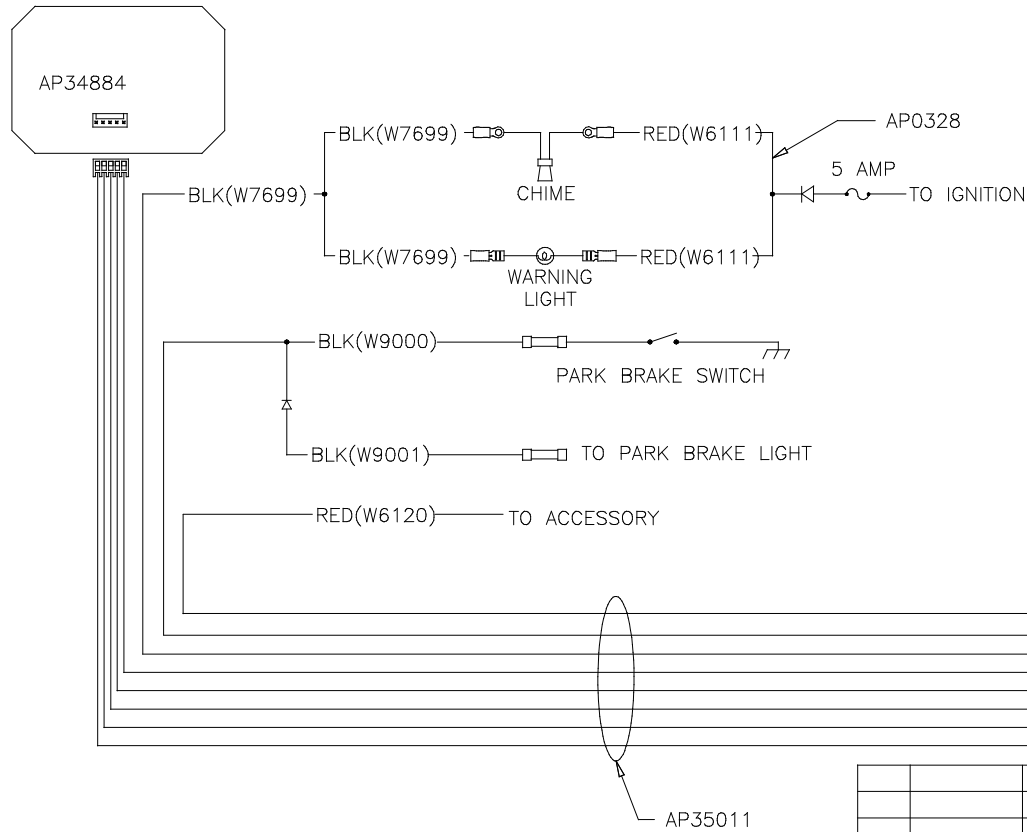 AP34884
BLK(W7699)
RED(W6111)
AP0328
5 AMP
BLK(W7699)
CHIME
TO IGNITION
BLK(W7699)
RED(W6111)
WARNING
LIGHT
BLK(W9000)
PARK BRAKE SWITCH
BLK(W9001)
TO PARK BRAKE LIGHT
RED(W6120)
TO ACCESSORY
AP35011